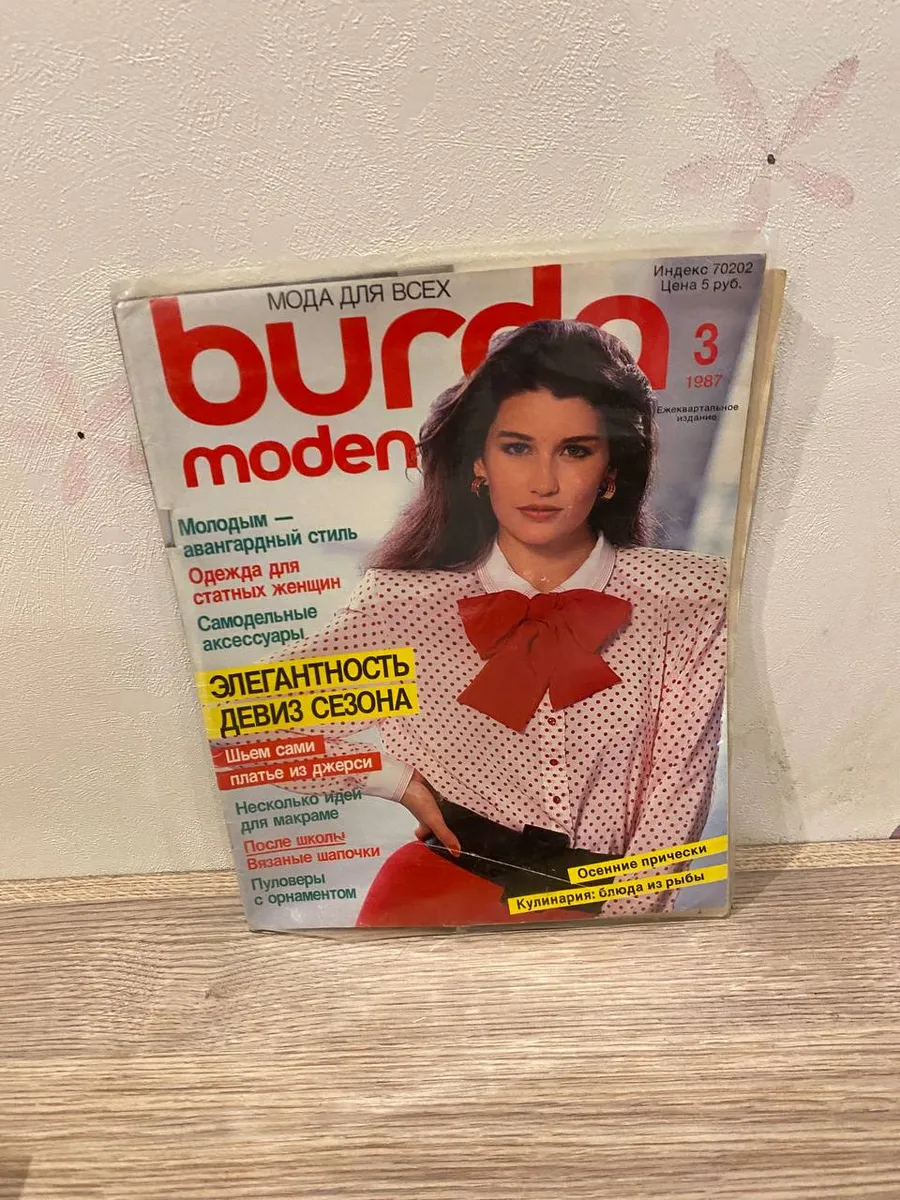 Индекс 70202
Цена 5 руб.
МОДА ДЛЯ ВСЕХ
burda
moden
3
1987
Ежеквартальное
издание
Молодым —
авангардный стиль
Одежда для
статных женщин
Самодельные
аксессуары
ЭЛЕГАНТНОСТЬ
ДЕВИЗ СЕЗОНА
Шьем сами
платье из джерси
Несколько идей
для макраме
После школы
Вязаные шапочки
Пуловеры
с орнаментом
Осенние прически
Кулинария: блюда из рыбы